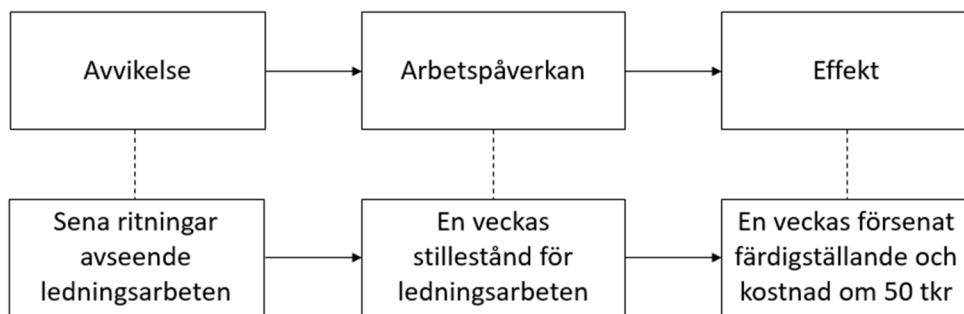 Avvikelse
Arbetspåverkan
Effekt
Sena ritningar
avseende
ledningsarbeten
En veckas
stillestånd för
ledningsarbeten
En veckas försenat
färdigställande och
kostnad om 50 tkr